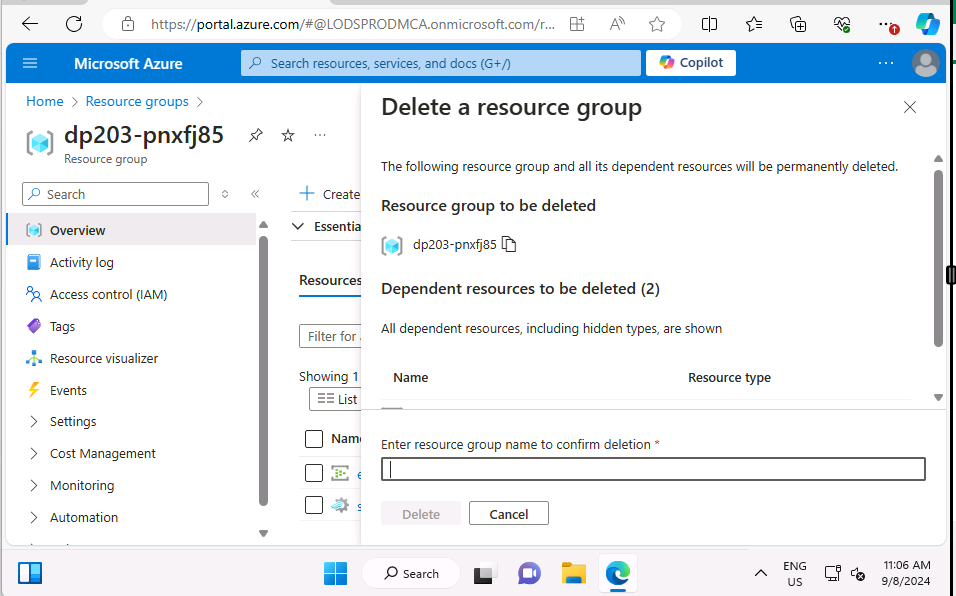 https://portal.azure.com/#@LODSPRODMCA.onmicrosoft.com/r...
Microsoft Azure
Search resources, services, and docs (G+/)
Copilot
Home > Resource groups >
dp203-pnxfj85
Resource group
Search
Overview
Activity log
Access control (IAM)
Tags
Resource visualizer
Events
Settings
Cost Management
Monitoring
Automation
Create
Essentia
Resources
Filter for
Showing 1
List
Name
Delete a resource group
The following resource group and all its dependent resources will be permanently deleted.
Resource group to be deleted
dp203-pnxfj85
Dependent resources to be deleted (2)
All dependent resources, including hidden types, are shown
Name Resource type
Enter resource group name to confirm deletion *
Delete Cancel
Search
ENG
US
11:06 AM
9/8/2024